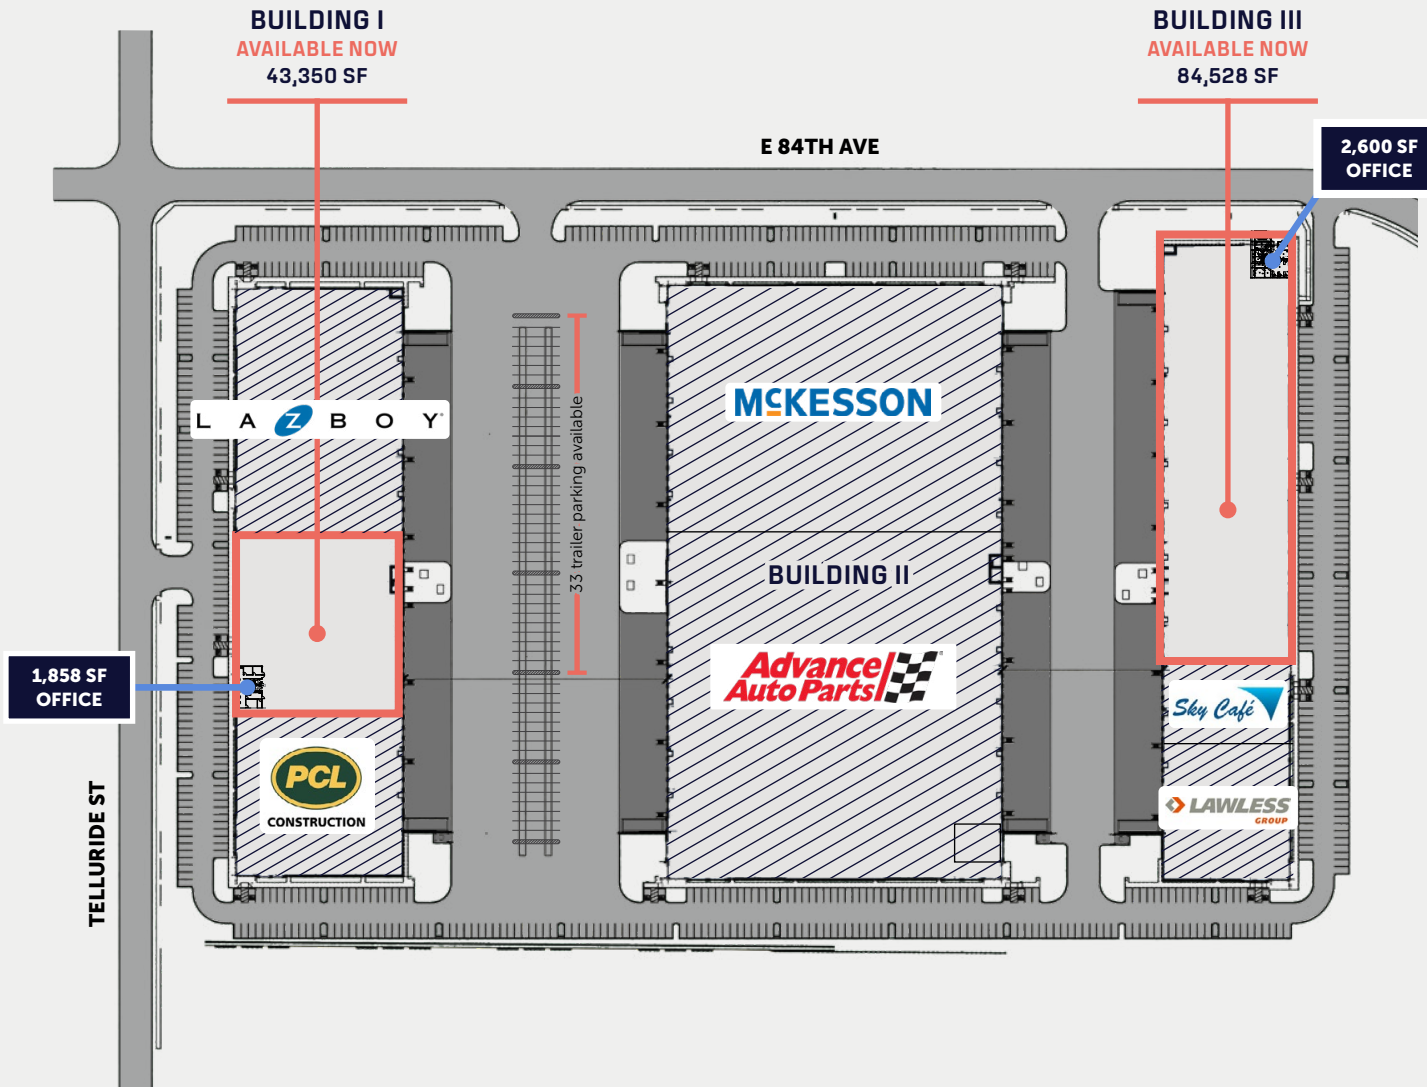 BUILDING I
AVAILABLE NOW
43,350 SF
BUILDING III
AVAILABLE NOW
84,528 SF
E 84TH AVE
2,600 SF
OFFICE
LA Z BOY
McKESSON
33 trailer parking available
BUILDING II
1,858 SF
OFFICE
Advance
Auto Parts
Sky Café
PCL
CONSTRUCTION
LAWLESS
GROUP
TELLURIDE ST